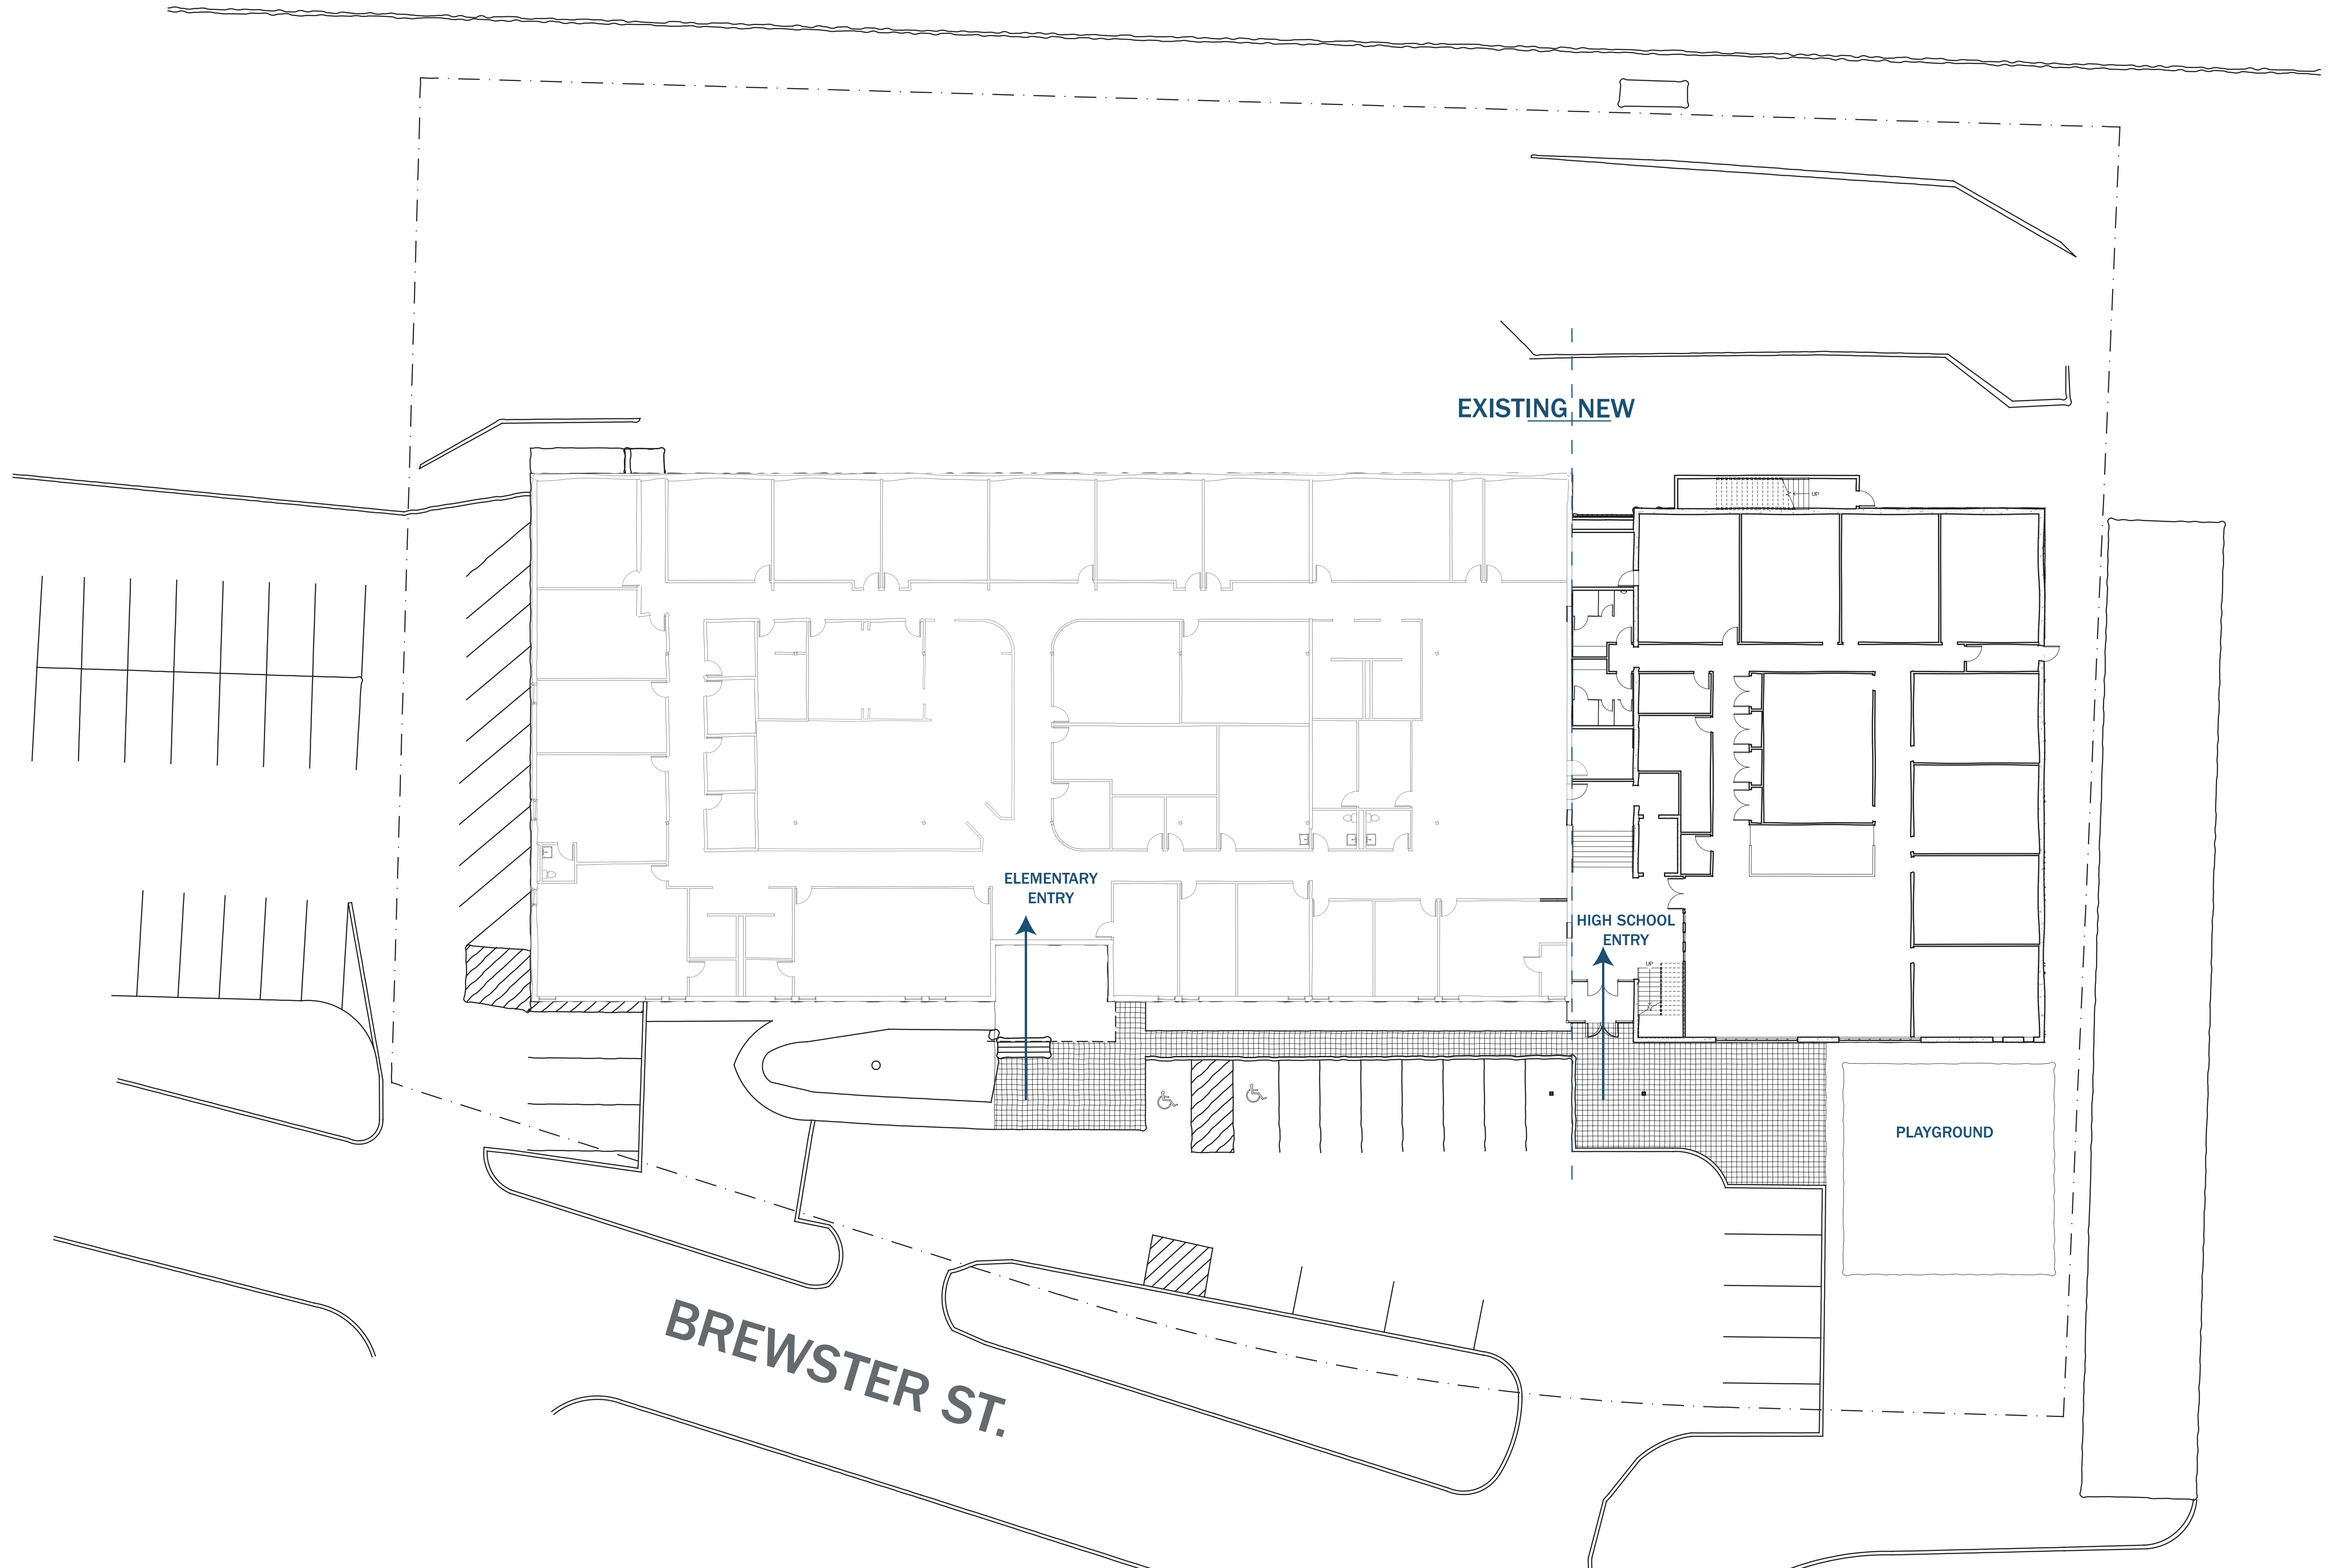 EXISTING NEW
UP
ELEMENTARY
ENTRY
HIGH SCHOOL
ENTRY
UP
PLAYGROUND
BREWSTER ST.